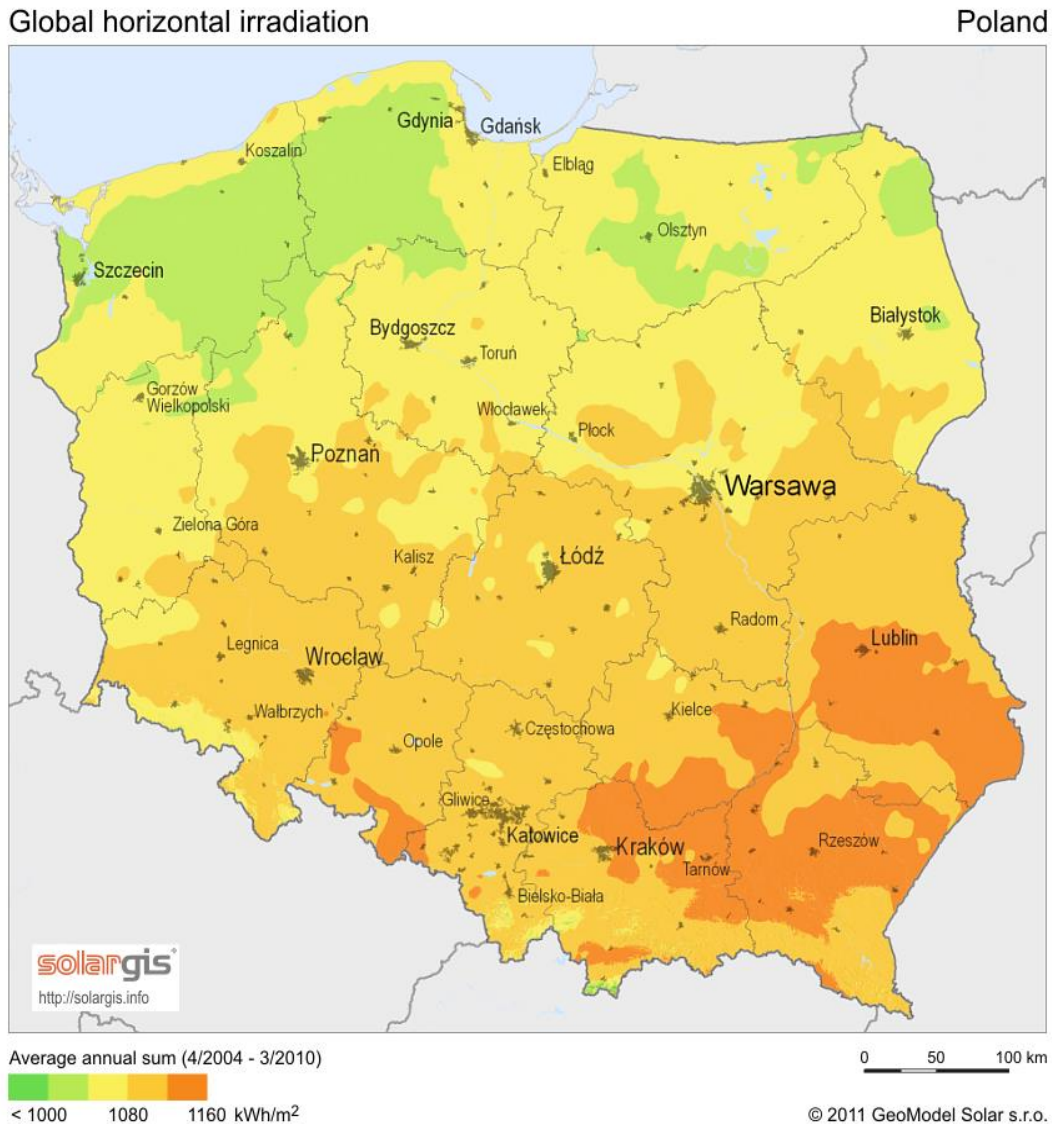 Global horizontal irradiation
Poland
Gdynia
Gdańsk
Koszalin
Elbląg
Olsztyn
Szczecin
Białystok
Bydgoszcz
Toruń
Gorzów
Wielkopolski
Włocławek
Płock
Poznań
Warsawa
Zielona Góra
Kalisz
Łódź
Radom
Legnica
Wrocław
Lublin
Wałbrzych
Kielce
Opole
Częstochowa
Gliwice
Katowice
Kraków
Rzeszów
Tarnów
Bielsko-Biała
solargis
http://solargis.info
Average annual sum (4/2004 - 3/2010)
0 50 100 km
< 1000 1080 1160 kWh/m²
© 2011 GeoModel Solar s.r.o.